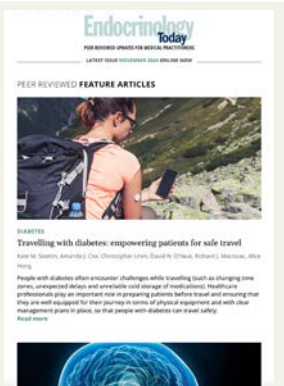 Endocrinology
Today
PEER REVIEWED UPDATES FOR MEDICAL PRACTITIONERS
LATEST ISSUE NOVEMBER 2024 ONLINE NOW
PEER REVIEWED FEATURE ARTICLES
DIABETES
Travelling with diabetes: empowering patients for safe travel
Kate M. Seaton, Amanda J. Cox, Christopher Uren, David N. O'Neal, Richard J. MacIsaac, Alex
Hong
People with diabetes often encounter challenges while travelling (such as changing time
zones, unexpected delays and unreliable cold storage of medications). Healthcare
professionals play an important role in preparing patients before travel and ensuring that
they are well equipped for their journey in terms of physical equipment and with clear
management plans in place, so that people with diabetes can travel safely.
Read more